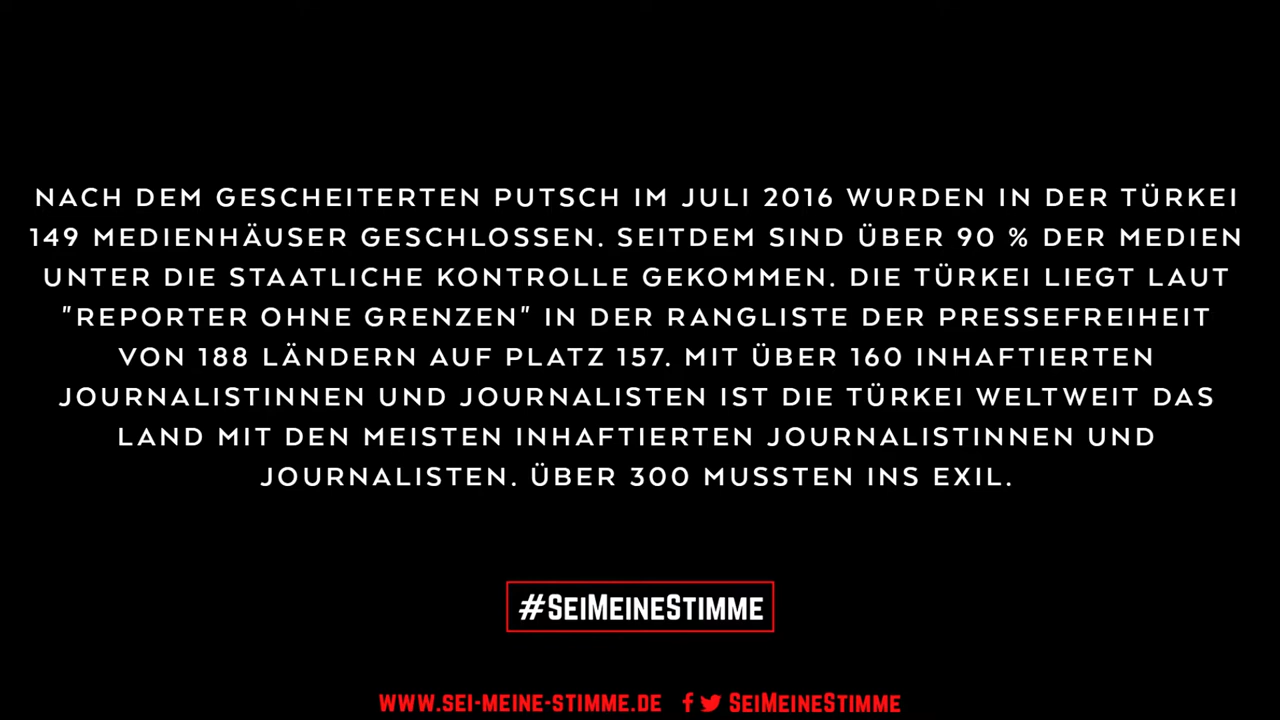 NACH DEM GESCHEITERTEN PUTSCH IM JULI 2016 WURDEN IN DER TÜRKEI
149 MEDIENHÄUSER GESCHLOSSEN. SEITDEM SIND ÜBER 90 % DER MEDIEN
UNTER DIE STAATLICHE KONTROLLE GEKOMMEN. DIE TÜRKEI LIEGT LAUT
"REPORTER OHNE GRENZEN" IN DER RANGLISTE DER PRESSEFREIHEIT
VON 188 LÄNDERN AUF PLATZ 157. MIT ÜBER 160 INHAFTIERTEN
JOURNALISTINNEN UND JOURNALISTEN IST DIE TÜRKEI WELTWEIT DAS
LAND MIT DEN MEISTEN INHAFTIERTEN JOURNALISTINNEN UND
JOURNALISTEN. ÜBER 300 MUSSTEN INS EXIL.
#SEIMEINESTIMME
WWW.SEI-MEINE-STIMME.DE SEIMEINESTIMME